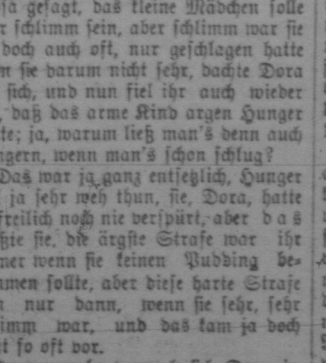 ja gesagt, das kleine Mädchen solle
schlimm sein, aber schlimm war sie
doch auch oft, nur geschlagen hatte
sie darum nicht sehr, dachte Dora
sich, und nun fiel ihr auch wieder
daß das arme Kind argen Hunger
te; ja, warum ließ man's denn auch
ngern, wenn man's schon schlug?
Das war ja ganz entsetzlich, Hunger
ja sehr weh thun, sie, Dora, hatte
freilich noch nie verspürt, aber das
ßte sie, die ärgste Strafe war ihr
mer wenn sie keinen Pudding be-
mmen sollte, aber diese harte Strafe
nur dann, wenn sie sehr, sehr
limm war, und das kam ja doch
t so oft vor.